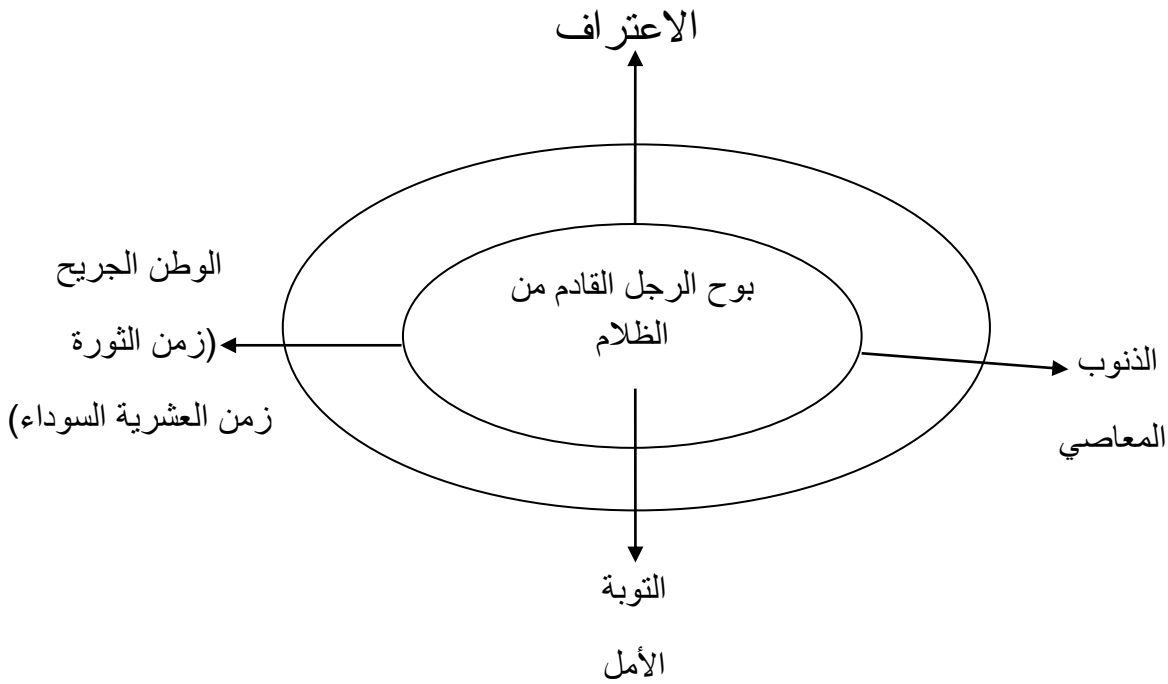 الاعتراف
بوح الرجل القادم من
الظلام
الذنوب
المعاصي
الوطن الجريح
(زمن الثورة
زمن العشرية السوداء)
التوبة
الأمل